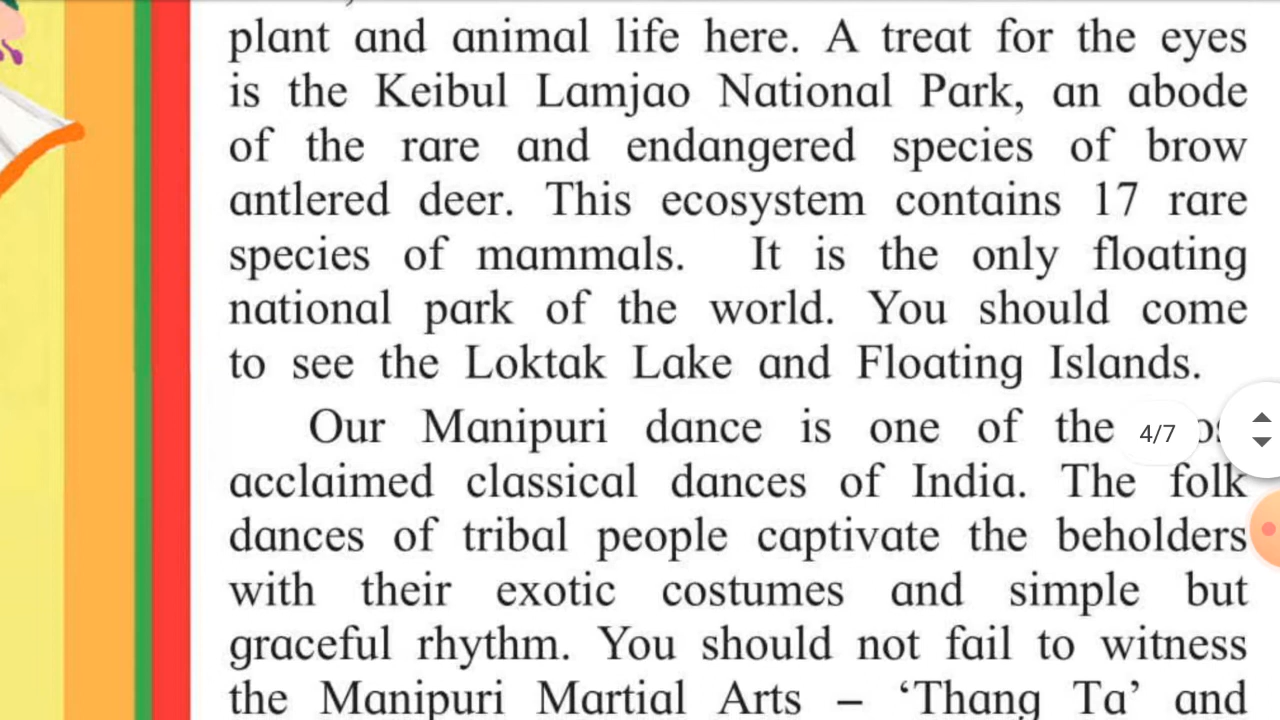 plant and animal life here. A treat for the eyes
is the Keibul Lamjao National Park, an abode
of the rare and endangered species of brow
antlered deer. This ecosystem contains 17 rare
species of mammals. It is the only floating
national park of the world. You should come
to see the Loktak Lake and Floating Islands.
Our Manipuri dance is one of the
4/7
acclaimed classical dances of India. The folk
dances of tribal people captivate the beholders
with their exotic costumes and simple but
graceful rhythm. You should not fail to witness
the Manipuri Martial Arts – ‘Thang Ta’ and